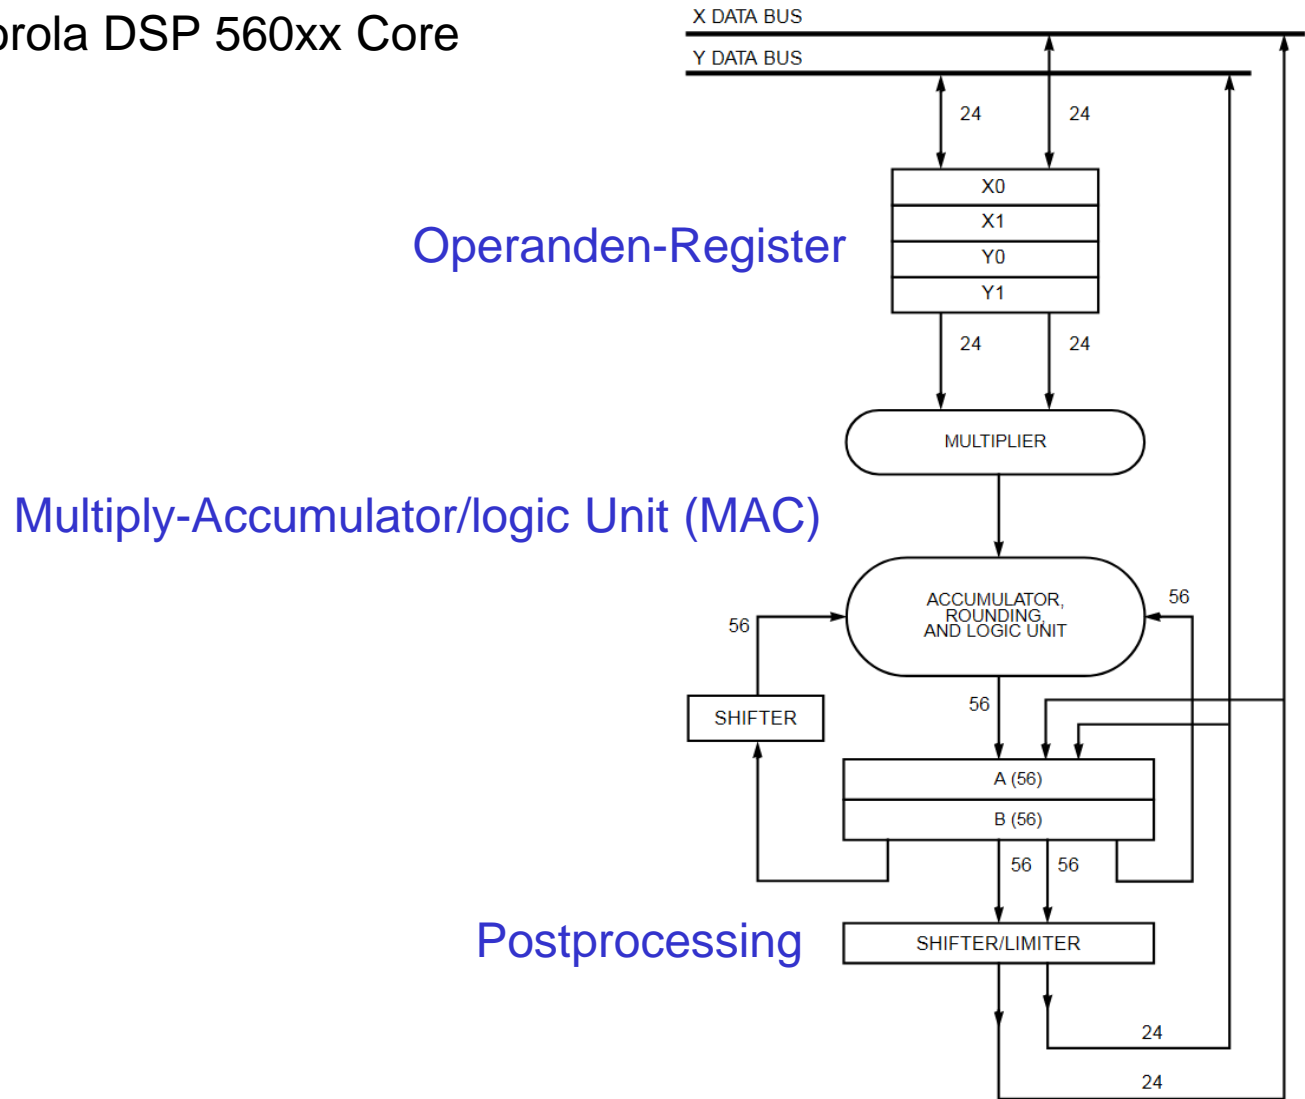 orola DSP 560xx Core
X DATA BUS
Y DATA BUS
24
24
X0
X1
Y0
Y1
Operanden-Register
24
24
MULTIPLIER
Multiply-Accumulator/logic Unit (MAC)
ACCUMULATOR,
ROUNDING,
AND LOGIC UNIT
56
56
56
SHIFTER
A (56)
B (56)
56
56
Postprocessing
SHIFTER/LIMITER
24
24